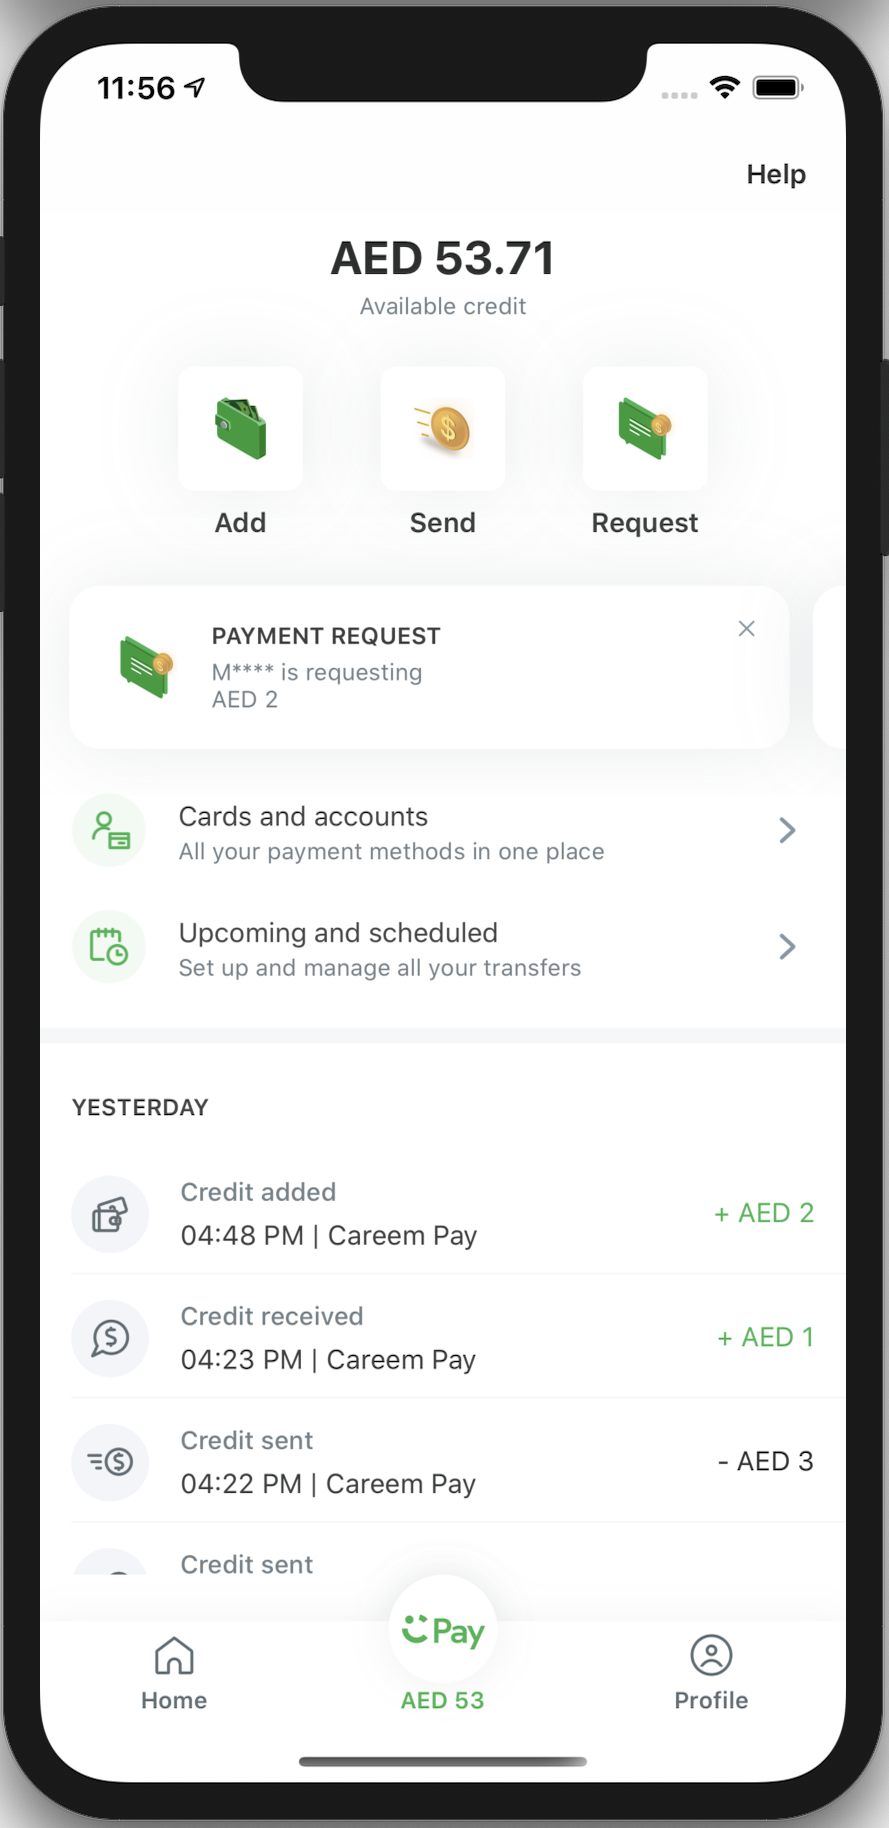 11:56
Help
AED 53.71
Available credit
Add
Send
Request
PAYMENT REQUEST
M**** is requesting
AED 2
Cards and accounts
All your payment methods in one place
Upcoming and scheduled
Set up and manage all your transfers
YESTERDAY
Credit added
04:48 PM | Careem Pay
+ AED 2
Credit received
04:23 PM | Careem Pay
+ AED 1
Credit sent
04:22 PM | Careem Pay
- AED 3
Credit sent
Pay
Home
AED 53
Profile